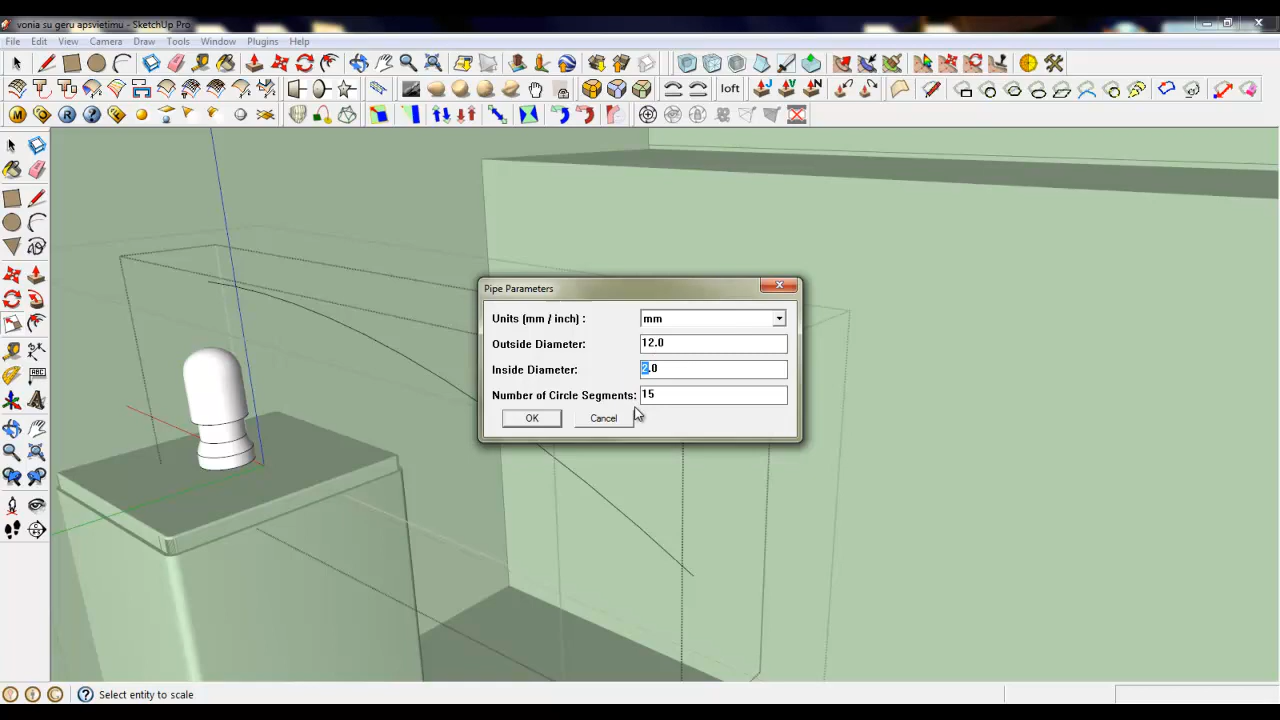 vonia su geru apsvietimu - SketchUp Pro
File Edit View Camera Draw Tools Window Plugins Help
loft
J V N
M Q R ? €
ABC
Pipe Parameters
Units (mm / inch) : mm
Outside Diameter: 12.0
Inside Diameter: 2.0
Number of Circle Segments: 15
OK Cancel
Select entity to scale